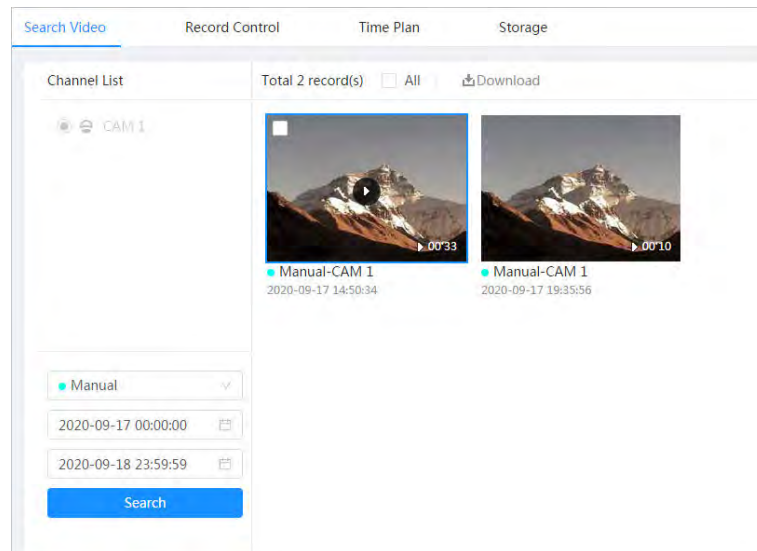 Search Video Record Control Time Plan Storage
Channel List
Total 2 record(s) All Download
CAM 1
00'33
00'10
Manual-CAM 1
2020-09-17 14:50:34
Manual-CAM 1
2020-09-17 19:35:56
Manual
2020-09-17 00:00:00
2020-09-18 23:59:59
Search